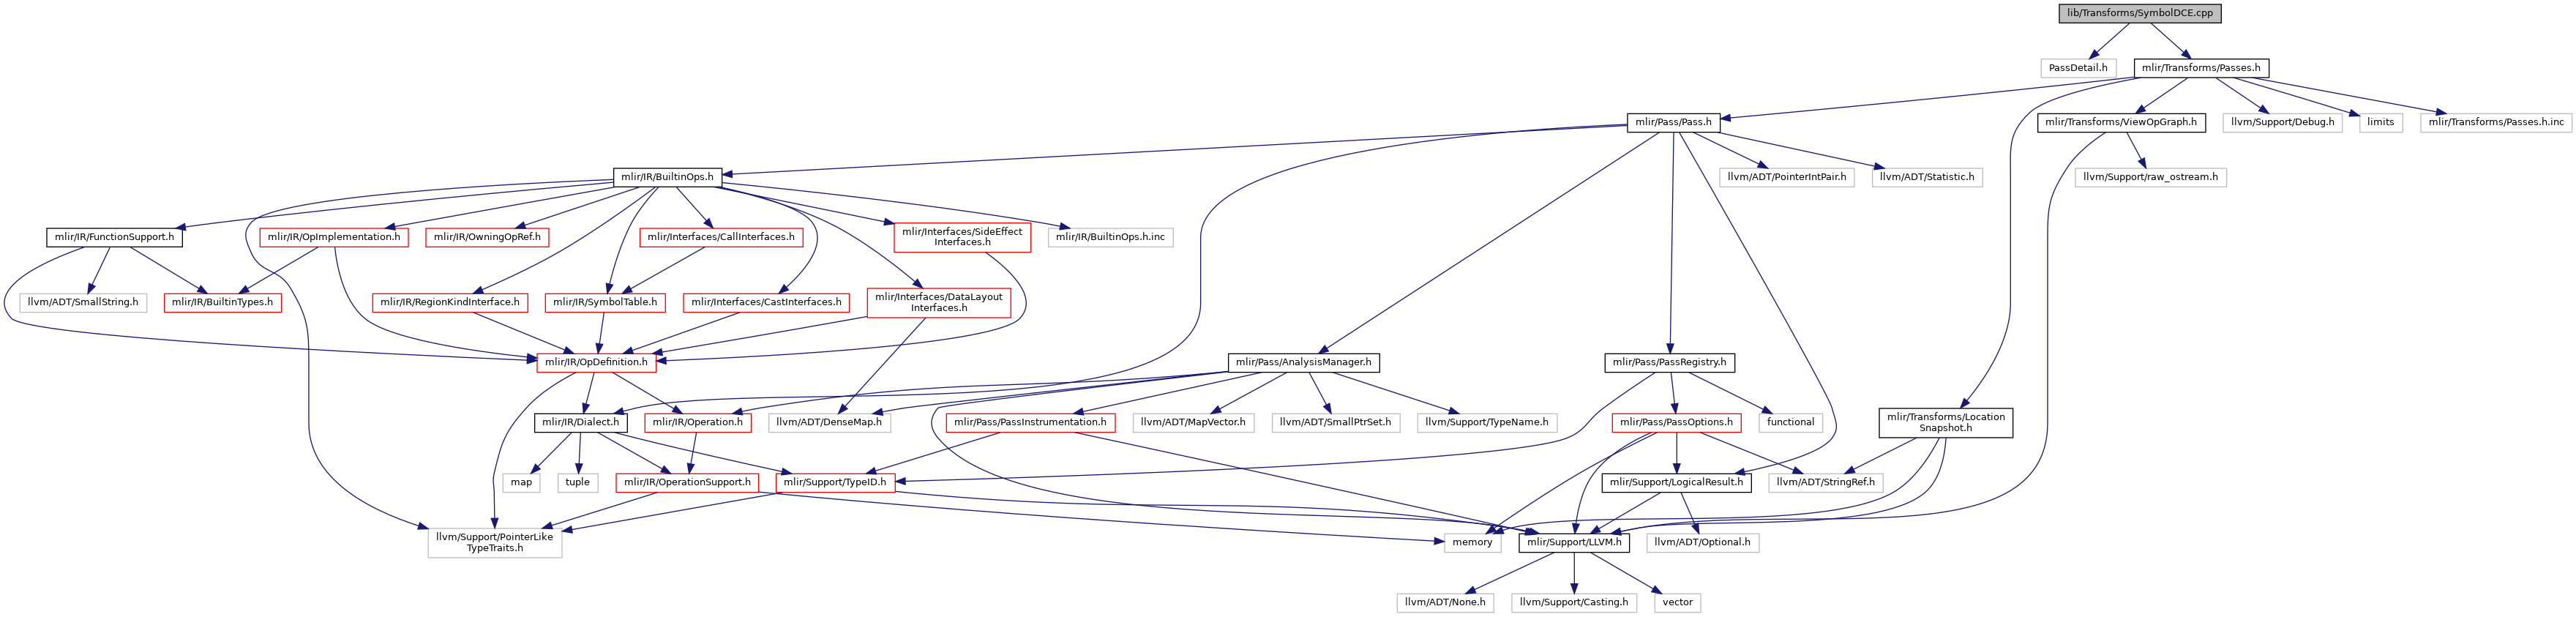 lib/Transforms/SymbolDCE.cpp
PassDetail.h
mlir/Transforms/Passes.h
mlir/Pass/Pass.h
mlir/Transforms/ViewOpGraph.h
llvm/Support/Debug.h
limits
mlir/Transforms/Passes.h.inc
mlir/IR/BuiltinOps.h
llvm/ADT/PointerIntPair.h
llvm/ADT/Statistic.h
llvm/Support/raw_ostream.h
mlir/IR/FunctionSupport.h
mlir/IR/OpImplementation.h
mlir/IR/OwningOpRef.h
mlir/Interfaces/CallInterfaces.h
mlir/Interfaces/SideEffect
Interfaces.h
mlir/IR/BuiltinOps.h.inc
llvm/ADT/SmallString.h
mlir/IR/BuiltinTypes.h
mlir/IR/RegionKindInterface.h
mlir/IR/SymbolTable.h
mlir/Interfaces/CastInterfaces.h
mlir/Interfaces/DataLayout
Interfaces.h
mlir/IR/OpDefinition.h
mlir/Pass/AnalysisManager.h
mlir/Pass/PassRegistry.h
mlir/IR/Dialect.h
mlir/IR/Operation.h
llvm/ADT/DenseMap.h
mlir/Pass/PassInstrumentation.h
llvm/ADT/MapVector.h
llvm/ADT/SmallPtrSet.h
llvm/Support/TypeName.h
mlir/Pass/PassOptions.h
functional
mlir/Transforms/Location
Snapshot.h
map
tuple
mlir/IR/OperationSupport.h
mlir/Support/TypeID.h
mlir/Support/LogicalResult.h
llvm/ADT/StringRef.h
llvm/Support/PointerLike
TypeTraits.h
memory
mlir/Support/LLVM.h
llvm/ADT/Optional.h
llvm/ADT/None.h
llvm/Support/Casting.h
vector